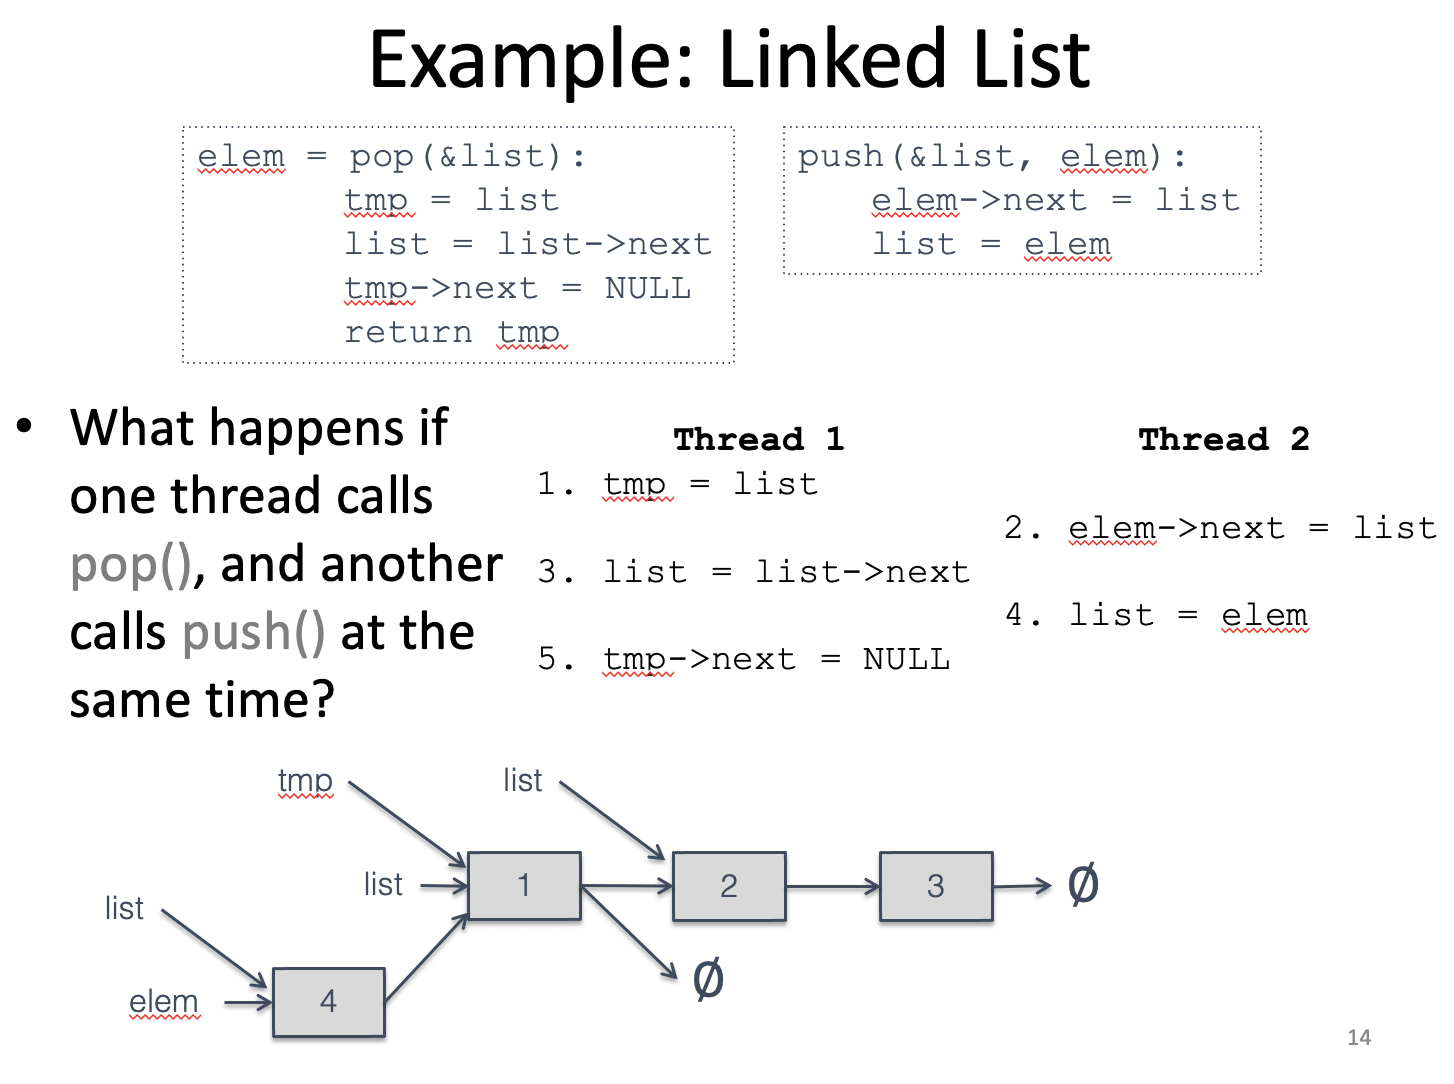 Example: Linked List
elem = pop(&list):
tmp = list
list = list->next
tmp->next = NULL
return tmp
push(&list, elem):
elem->next = list
list = elem
• What happens if
one thread calls
pop(), and another
calls push() at the
same time?
Thread 1
1. tmp = list
3. list = list->next
5. tmp->next = NULL
Thread 2
2. elem->next = list
4. list = elem
tmp
list
list
1
2
3
Ø
list
Ø
elem
4
14